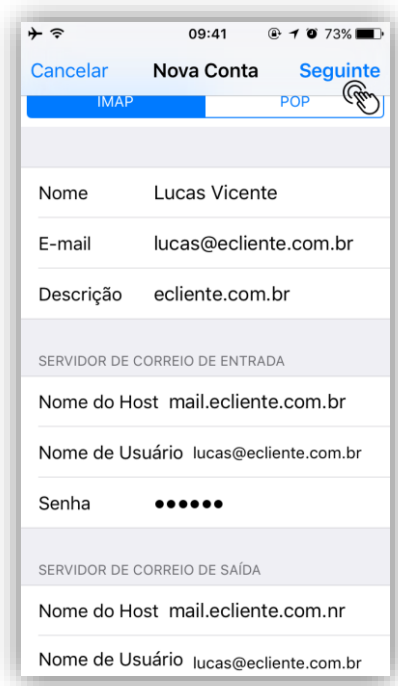 09:41 73%
Cancelar Nova Conta Seguinte
IMAP POP
Nome Lucas Vicente
E-mail lucas@ecliente.com.br
Descrição ecliente.com.br
SERVIDOR DE CORREIO DE ENTRADA
Nome do Host mail.ecliente.com.br
Nome de Usuário lucas@ecliente.com.br
Senha ••••••
SERVIDOR DE CORREIO DE SAÍDA
Nome do Host mail.ecliente.com.nr
Nome de Usuário lucas@ecliente.com.br